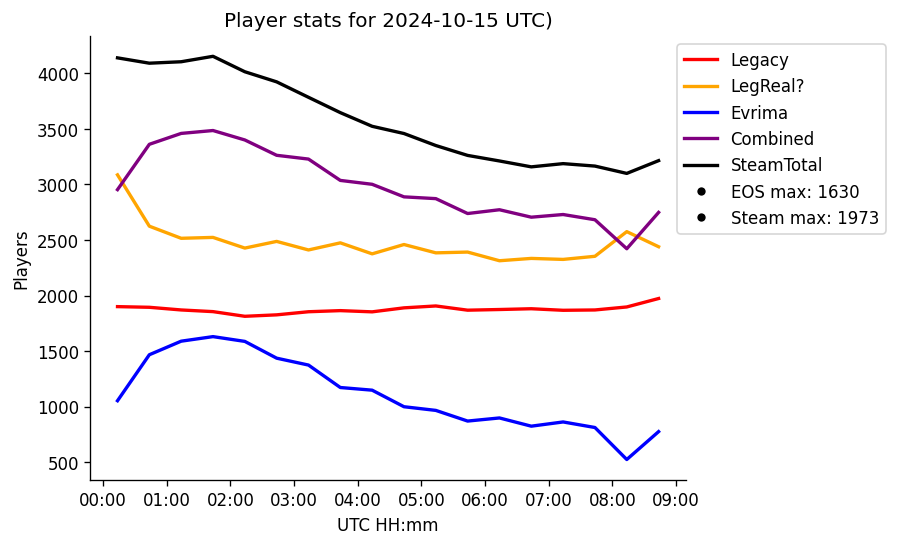 Player stats for 2024-10-15 UTC)
Players
4000
3500
3000
2500
2000
1500
1000
500
00:00 01:00 02:00 03:00 04:00 05:00 06:00 07:00 08:00 09:00
UTC HH:mm
Legacy
LegReal?
Evrima
Combined
SteamTotal
EOS max: 1630
Steam max: 1973